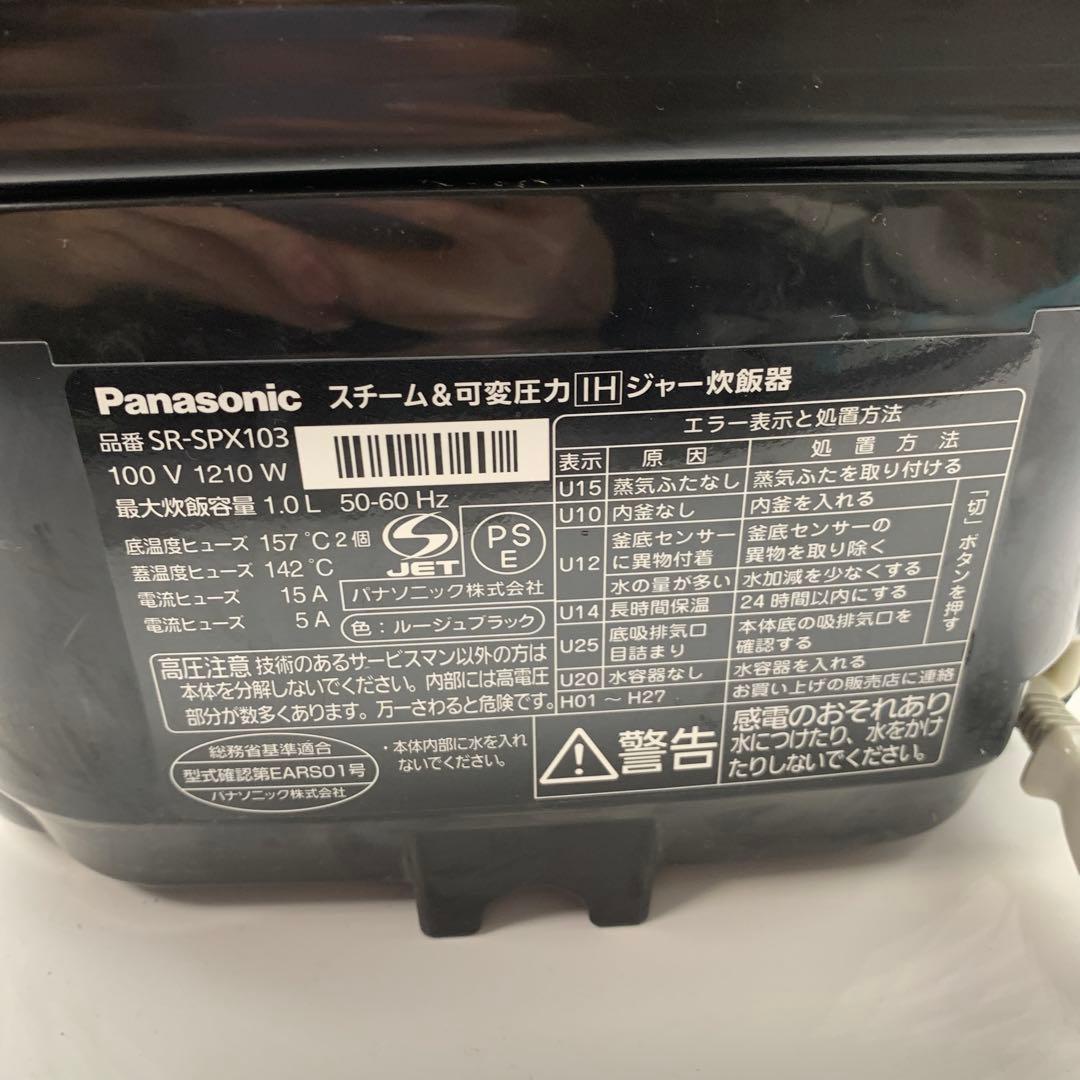 Panasonic スチーム&可変圧力 IH ジャー炊飯器
品番 SR-SPX103
100 V 1210 W
最大炊飯容量 1.0 L 50-60 Hz
底温度ヒューズ 157 ℃ 2個
蓋温度ヒューズ 142 ℃
電流ヒューズ 15 A
電流ヒューズ 5 A
JET
PS
E
パナソニック株式会社
色：ルージュブラック
高圧注意 技術のあるサービスマン以外の方は
本体を分解しないでください。内部には高電圧
部分が数多くあります。万一さわると危険です。
総務省基準適合
型式確認第EARS01号
パナソニック株式会社
・本体内部に水を入れ
ないでください。
エラー表示と処置方法
表示 原因 処置方法
U15 蒸気ふたなし 蒸気ふたを取り付ける
U10 内釜なし 内釜を入れる
U12 釜底センサー 釜底センサーの
に異物付着 異物を取り除く
水の量が多い 水加減を少なくする
U14 長時間保温 24時間以内にする
U25 底吸排気口 本体底の吸排気口を
目詰まり 確認する
「切」ボタンを押す
U20 水容器なし 水容器を入れる
H01 ～ H27 お買い上げの販売店に連絡
警告
感電のおそれあり
水につけたり、水をかけ
たりしないでください。